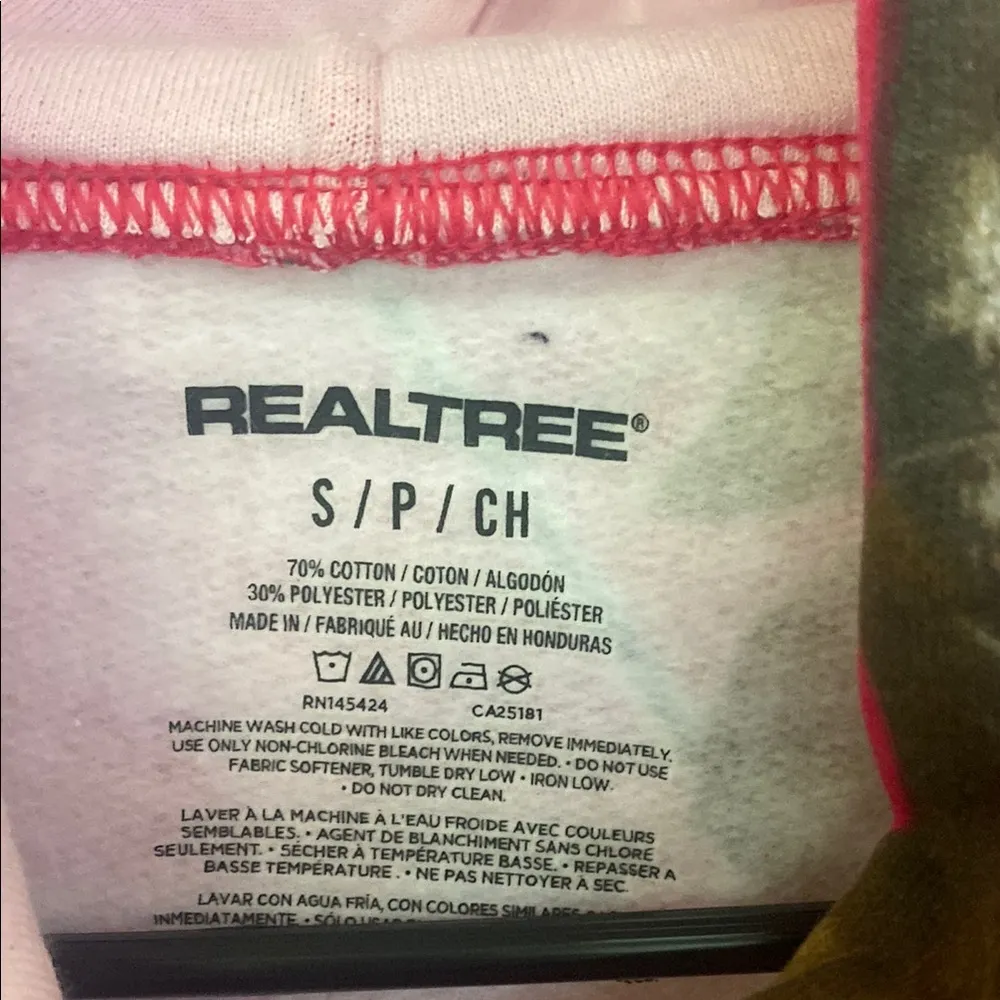 REALTREE®
S / P / CH
70% COTTON / COTON / ALGODÓN
30% POLYESTER / POLYESTER / POLIÉSTER
MADE IN / FABRIQUÉ AU / HECHO EN HONDURAS
RN145424 CA25181
MACHINE WASH COLD WITH LIKE COLORS, REMOVE IMMEDIATELY.
USE ONLY NON-CHLORINE BLEACH WHEN NEEDED. • DO NOT USE
FABRIC SOFTENER, TUMBLE DRY LOW • IRON LOW.
• DO NOT DRY CLEAN.
LAVER À LA MACHINE À L'EAU FROIDE AVEC COULEURS
SEMBLABLES. • AGENT DE BLANCHIMENT SANS CHLORE
SEULEMENT. • SÉCHER À TEMPÉRATURE BASSE. • REPASSER A
BASSE TEMPÉRATURE . • NE PAS NETTOYER À SEC.
LAVAR CON AGUA FRÍA, CON COLORES SIMILARES
INMEDIATAMENTE. • SÓLO